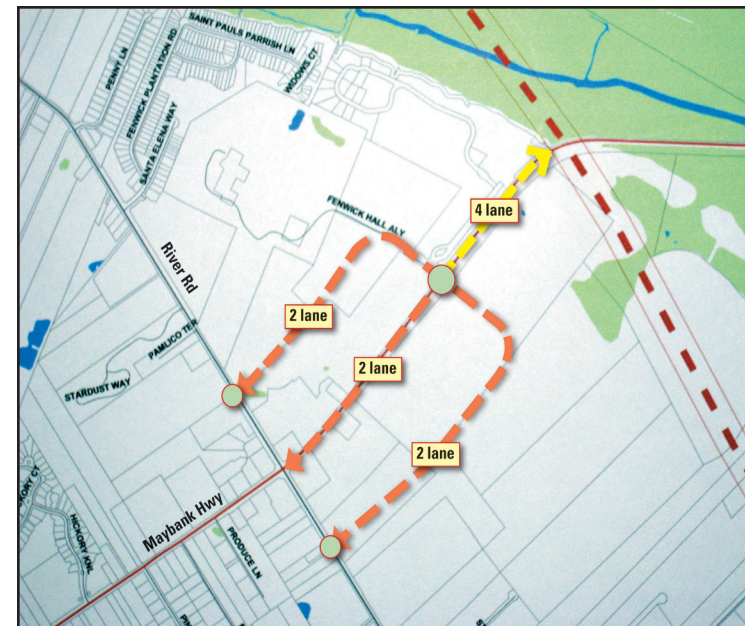 SAINT PAULS PARRISH LN
PENNY LN
FENWICK PLANTATION RD
WIDOWS CT
SANTA ELENA WAY
FENWICK HALL ALY
4 lane
River Rd
2 lane
PAMLICO TER
STARDUST WAY
2 lane
2 lane
Maybank Hwy
HICKORY KNL
PRODUCE LN